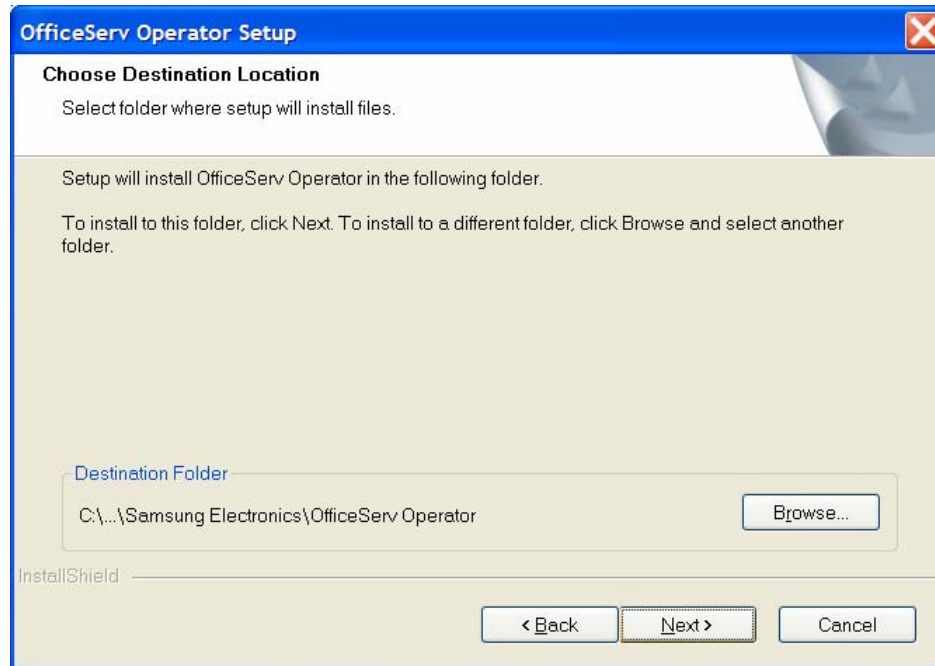 OfficeServ Operator Setup
Choose Destination Location
Select folder where setup will install files.
Setup will install OfficeServ Operator in the following folder.
To install to this folder, click Next. To install to a different folder, click Browse and select another
folder.
Destination Folder
C:\...\Samsung Electronics\OfficeServ Operator
Browse...
InstallShield
< Back
Next >
Cancel